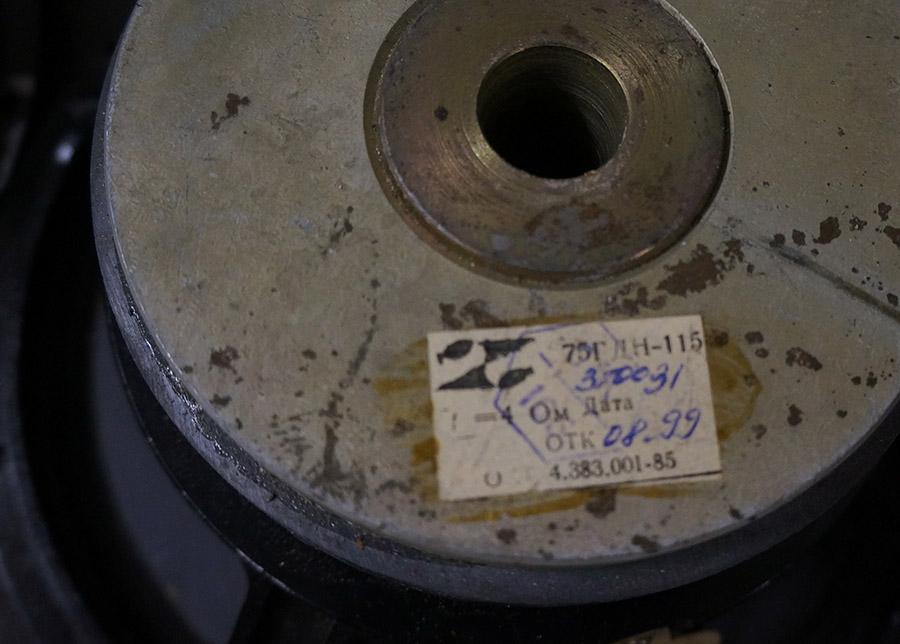 75ГДН-115
=4 Ом Дата
ОТК 08.99
4.383.001-85